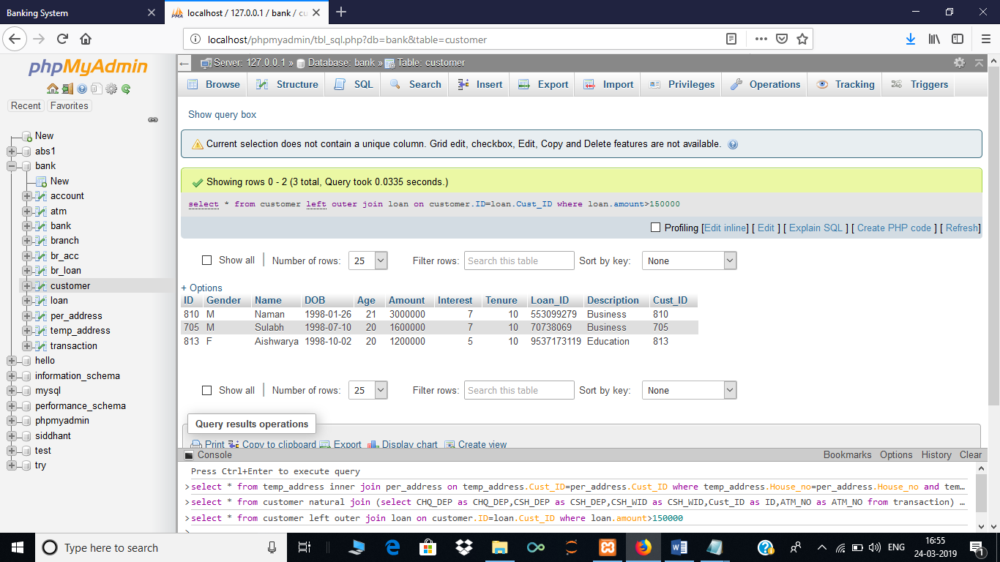 Banking System
localhost / 127.0.0.1 / bank / cu
localhost/phpmyadmin/tbl_sql.php?db=bank&table=customer
phpMyAdmin
Recent Favorites
New
abs1
bank
New
account
atm
bank
branch
br_acc
br_loan
customer
loan
per_address
temp_address
transaction
hello
information_schema
mysql
performance_schema
phpmyadmin
siddhant
test
try
Server: 127.0.0.1 » Database: bank » Table: customer
Browse Structure SQL Search Insert Export Import Privileges Operations Tracking Triggers
Show query box
Current selection does not contain a unique column. Grid edit, checkbox, Edit, Copy and Delete features are not available.
Showing rows 0 - 2 (3 total, Query took 0.0335 seconds.)
select * from customer left outer join loan on customer.ID=loan.Cust_ID where loan.amount>150000
Profiling [Edit inline] [ Edit ] [ Explain SQL ] [ Create PHP code ] [ Refresh]
Show all Number of rows: 25 Filter rows: Search this table Sort by key: None
+ Options
ID Gender Name DOB Age Amount Interest Tenure Loan_ID Description Cust_ID
810 M Naman 1998-01-26 21 3000000 7 10 553099279 Business 810
705 M Sulabh 1998-07-10 20 1600000 7 10 70738069 Business 705
813 F Aishwarya 1998-10-02 20 1200000 5 10 9537173119 Education 813
Show all Number of rows: 25 Filter rows: Search this table Sort by key: None
Query results operations
Print Copy to clipboard Export Display chart Create view
Console Bookmarks Options History Clear
Press Ctrl+Enter to execute query
>select * from temp_address inner join per_address on temp_address.Cust_ID=per_address.Cust_ID where temp_address.House_no=per_address.House_no and tem…
>select * from customer natural join (select CHQ_DEP as CHQ_DEP,CSH_DEP as CSH_DEP,CSH_WID as CSH_WID,Cust_ID as ID,ATM_NO as ATM_NO from transaction) …
>select * from customer left outer join loan on customer.ID=loan.Cust_ID where loan.amount>150000
>
Type here to search
ENG
16:55
24-03-2019
1